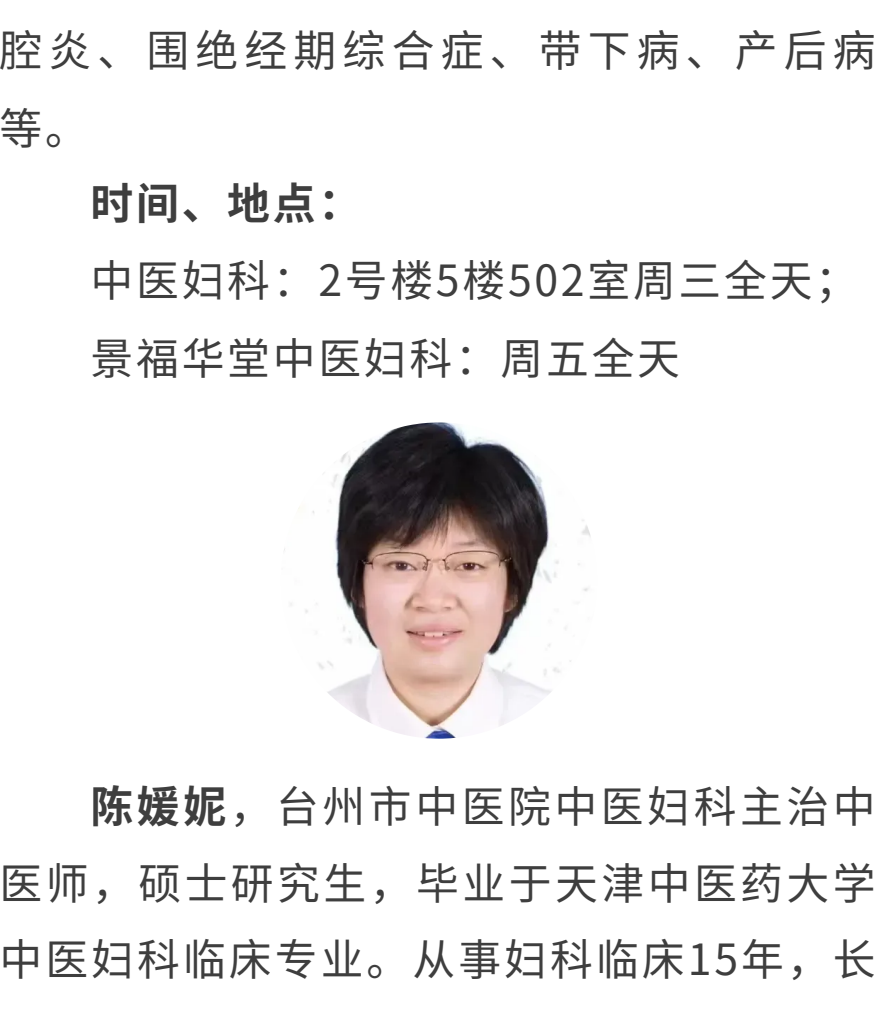 腔炎、围绝经期综合症、带下病、产后病
等。
时间、地点：
中医妇科：2号楼5楼502室周三全天；
景福华堂中医妇科：周五全天
陈媛妮，台州市中医院中医妇科主治中
医师，硕士研究生，毕业于天津中医药大学
中医妇科临床专业。从事妇科临床15年，长